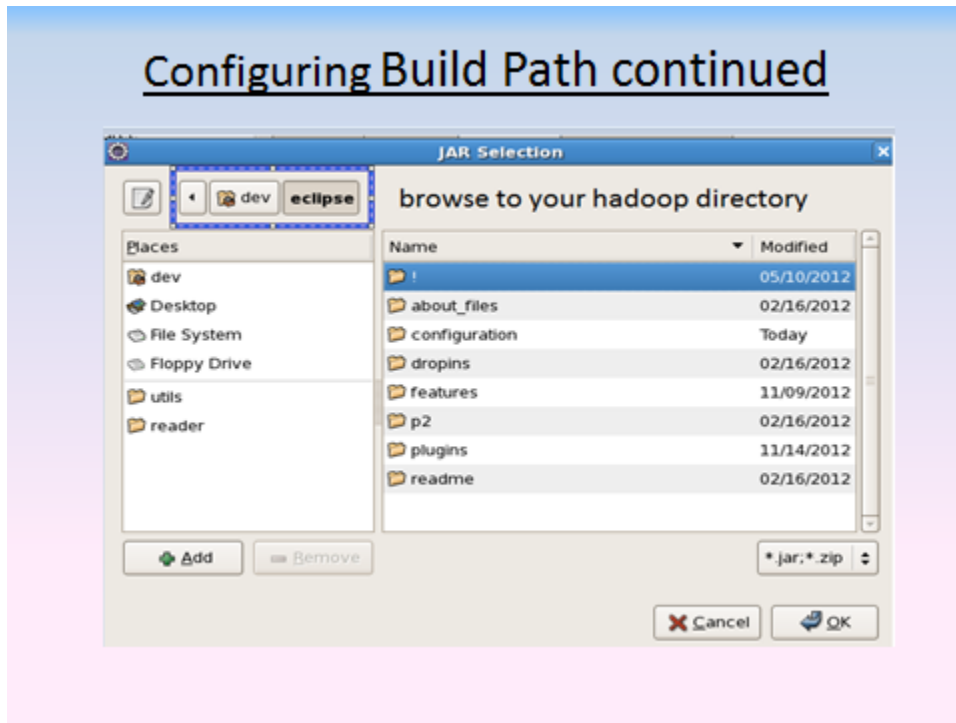 Configuring Build Path continued
JAR Selection
dev eclipse browse to your hadoop directory
Places
dev
Desktop
File System
Floppy Drive
utils
reader
Name Modified
! 05/10/2012
about_files 02/16/2012
configuration Today
dropins 02/16/2012
features 11/09/2012
p2 02/16/2012
plugins 11/14/2012
readme 02/16/2012
Add Remove *.jar;*.zip
Cancel OK